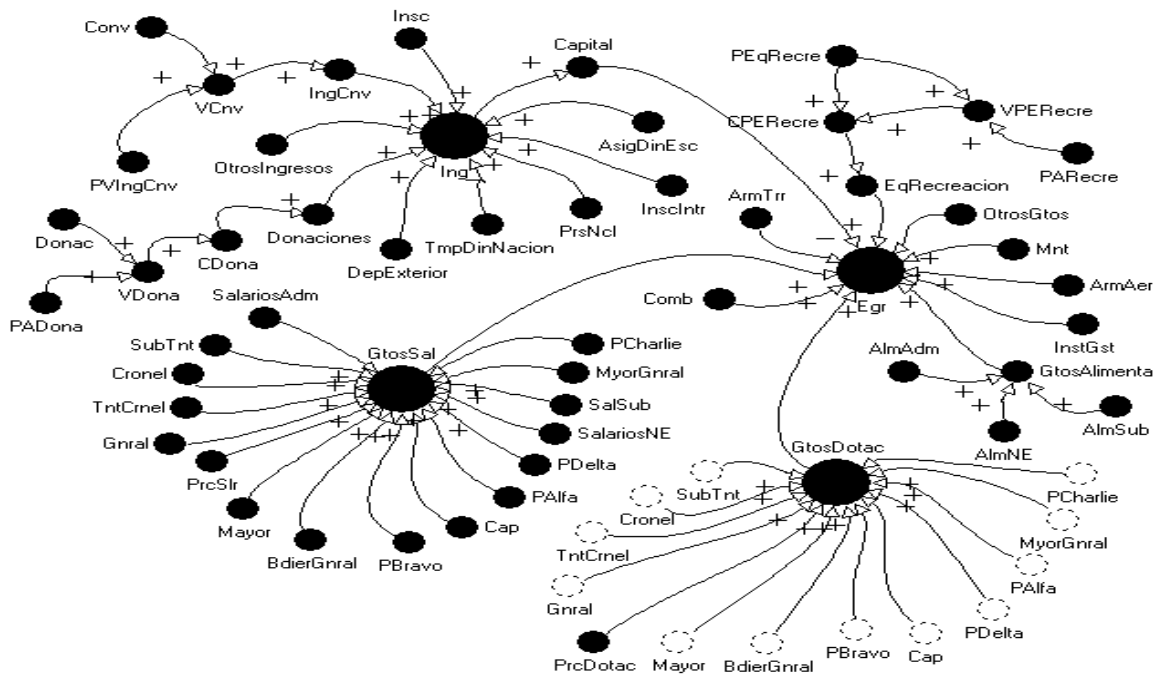 Conv
Insc
Capital
PEqRecre
VCnv
IngCnv
CPERecre
VPERecre
PVIngCnv
OtrosIngresos
Ing
AsigDinEsc
PARecre
EqRecreacion
InscIntr
ArmTrr
OtrosGtos
Donac
CDona
Donaciones
TmpDinNacion
PrsNcl
Mnt
DepExterior
VDona
PADona
SalariosAdm
Comb
Egr
ArmAer
InstGst
SubTnt
GtosSal
PCharlie
AlmAdm
GtosAlimenta
Cronel
MyorGnral
TntCrnel
SalSub
AlmSub
Gnral
SalariosNE
AlmNE
PrcSlr
PDelta
GtosDotac
Mayor
PAlfa
SubTnt
PCharlie
BdierGnral
PBravo
Cap
Cronel
MyorGnral
TntCrnel
PAlfa
Gnral
PDelta
PrcDotac
Mayor
BdierGnral
PBravo
Cap